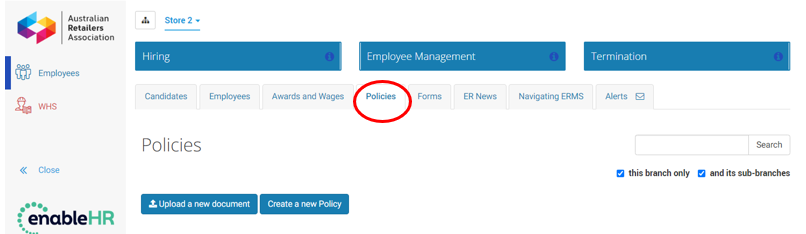 Australian
Retailers
Association
Store 2
Hiring
Employee Management
Termination
Employees
WHS
Close
enableHR
Candidates
Employees
Awards and Wages
Policies
Forms
ER News
Navigating ERMS
Alerts
Policies
Search
this branch only
and its sub-branches
Upload a new document
Create a new Policy